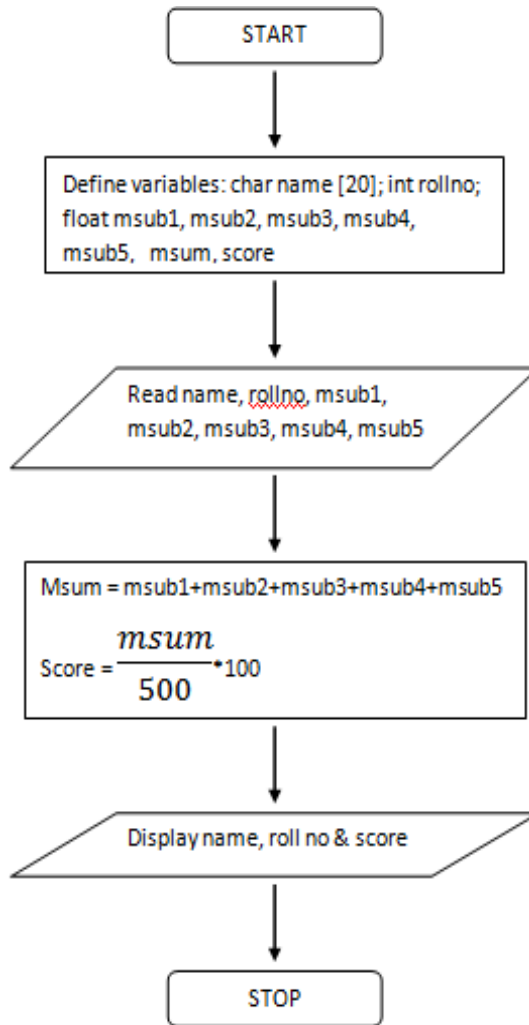 START
Define variables: char name [20]; int rollno;
float msub1, msub2, msub3, msub4,
msub5, msum, score
Read name, rollno, msub1,
msub2, msub3, msub4, msub5
Msum = msub1+msub2+msub3+msub4+msub5
Score = msum/500*100
Display name, roll no & score
STOP